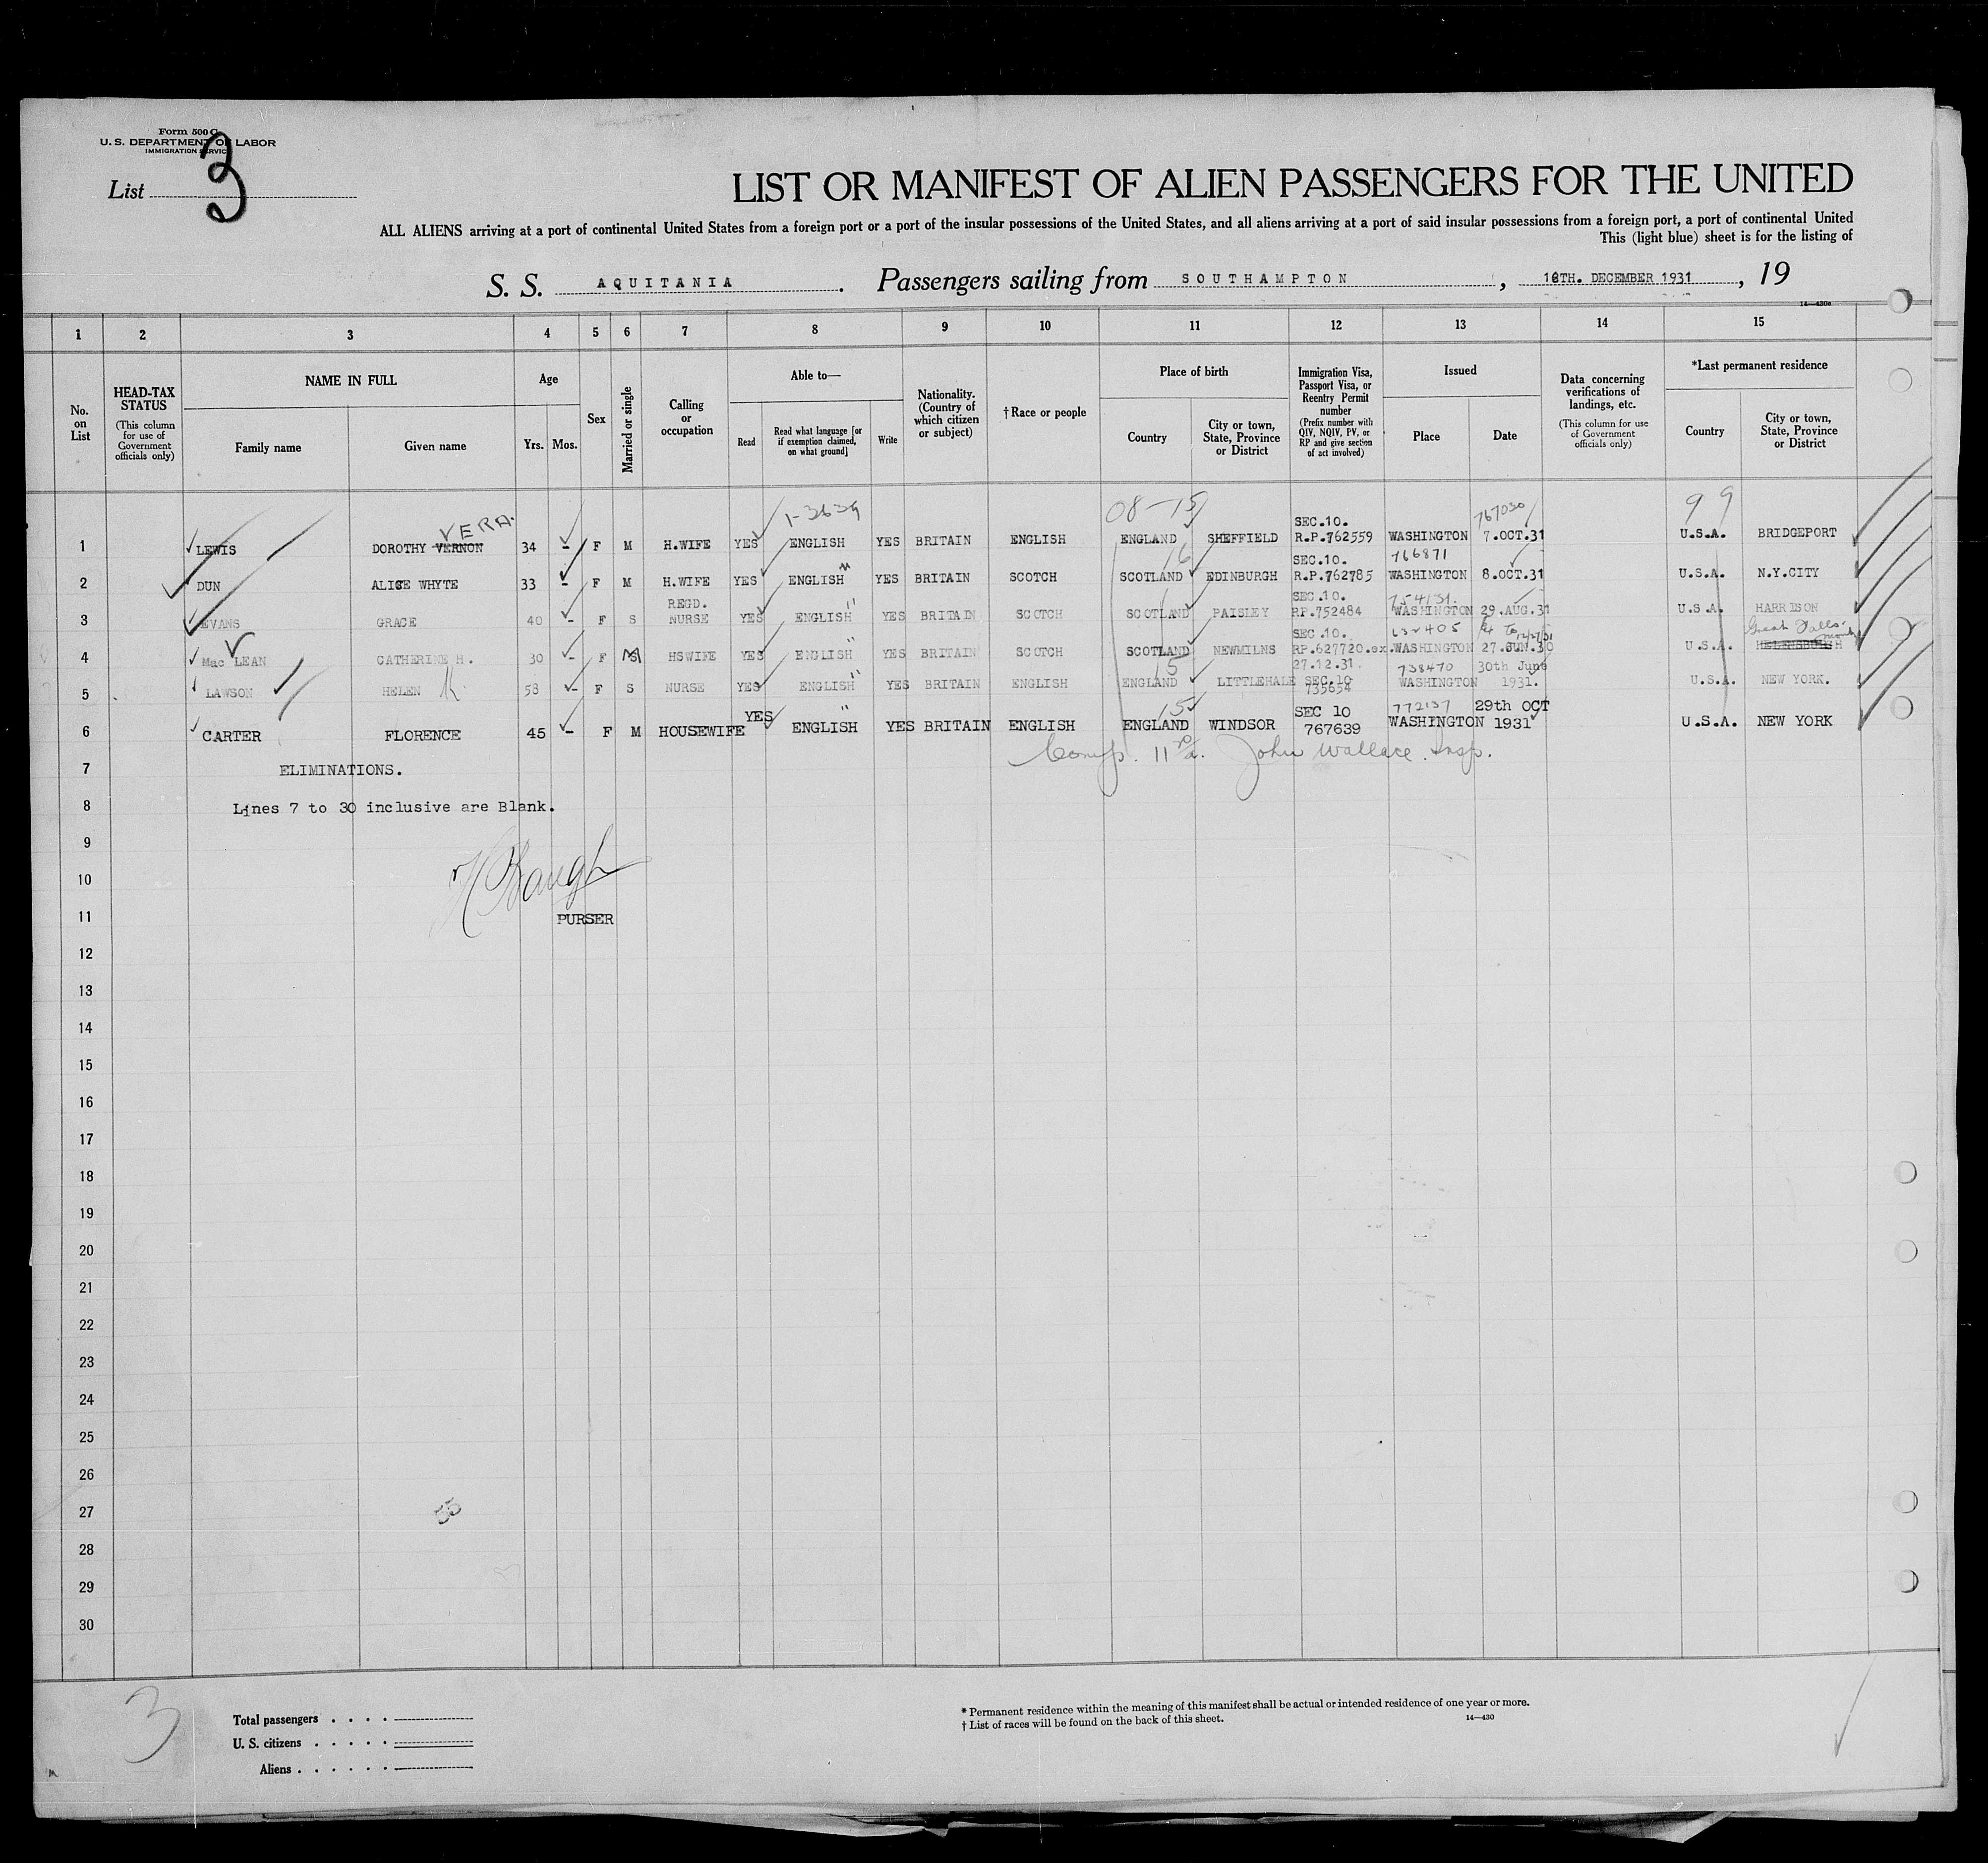 Form 500 C
U. S. DEPARTMENT OF LABOR
IMMIGRATION SERVICE
List 3
LIST OR MANIFEST OF ALIEN PASSENGERS FOR THE UNITED
ALL ALIENS arriving at a port of continental United States from a foreign port or a port of the insular possessions of the United States, and all aliens arriving at a port of said insular possessions from a foreign port, a port of continental United
This (light blue) sheet is for the listing of
S. S. AQUITANIA. Passengers sailing from SOUTHAMPTON, TH. DECEMBER 1931, 19
1 2 3 4 5 6 7 8 9 10 11 12 13 14 15
No. on List
HEAD-TAX STATUS (This column for use of Government officials only)
NAME IN FULL
Family name
Given name
Age
Yrs. Mos.
Sex
Married or single
Calling or occupation
Able to—
Read
Read what language [or if exemption claimed, on what ground]
Write
Nationality. (Country of which citizen or subject)
†Race or people
Place of birth
Country
City or town, State, Province or District
Immigration Visa, Passport Visa, or Reentry Permit number (Prefix number with QIV, NQIV, PV, or RP and give section of act involved)
Issued
Place
Date
Data concerning verifications of landings, etc. (This column for use of Government officials only)
*Last permanent residence
Country
City or town, State, Province or District
VERA. 08-15 SEC.10. 767030 99
1 LEWIS DOROTHY VERNON 34 - F M H.WIFE YES ENGLISH YES BRITAIN ENGLISH ENGLAND SHEFFIELD R.P.762559 WASHINGTON 7.OCT.31 U.S.A. BRIDGEPORT
16 SEC.10. 766871
2 DUN ALICE WHYTE 33 - F M H.WIFE YES ENGLISH YES BRITAIN SCOTCH SCOTLAND EDINBURGH R.P.762785 WASHINGTON 8.OCT.31 U.S.A. N.Y.CITY
REGD. SEC.10. 754131.
3 EVANS GRACE 40 - F S NURSE YES ENGLISH " YES BRITAIN SCOTCH SCOTLAND PAISLEY RP.752484 WASHINGTON 29.AUG.31 U.S.A. HARRISON
SEC.10. 632405 Great Falls.
4 MacLEAN CATHERINE H. 30 - F HSWIFE YES ENGLISH " YES BRITAIN SCOTCH SCOTLAND NEWMILNS RP.627720.ex. WASHINGTON 27.JUN.30 U.S.A.
15 27.12.31. 738470 30th June
5 LAWSON HELEN K. 58 - F S NURSE YES ENGLISH " YES BRITAIN ENGLISH ENGLAND LITTLEHALE SEC.10 735654 WASHINGTON 1931. U.S.A. NEW YORK.
YES 15 SEC 10 772137 29th OCT
6 CARTER FLORENCE 45 - F M HOUSEWIFE ENGLISH " YES BRITAIN ENGLISH ENGLAND WINDSOR 767639 WASHINGTON 1931 U.S.A. NEW YORK
John Wallace. Insp.
7 ELIMINATIONS.
8 Lines 7 to 30 inclusive are Blank.
9
10
11 PURSER
12
13
14
15
16
17
18
19
20
21
22
23
24
25
26
27 55
28
29
30
3
Total passengers . . . .
U. S. citizens . . . . .
Aliens . . . . . .
* Permanent residence within the meaning of this manifest shall be actual or intended residence of one year or more.
† List of races will be found on the back of this sheet. 14—430